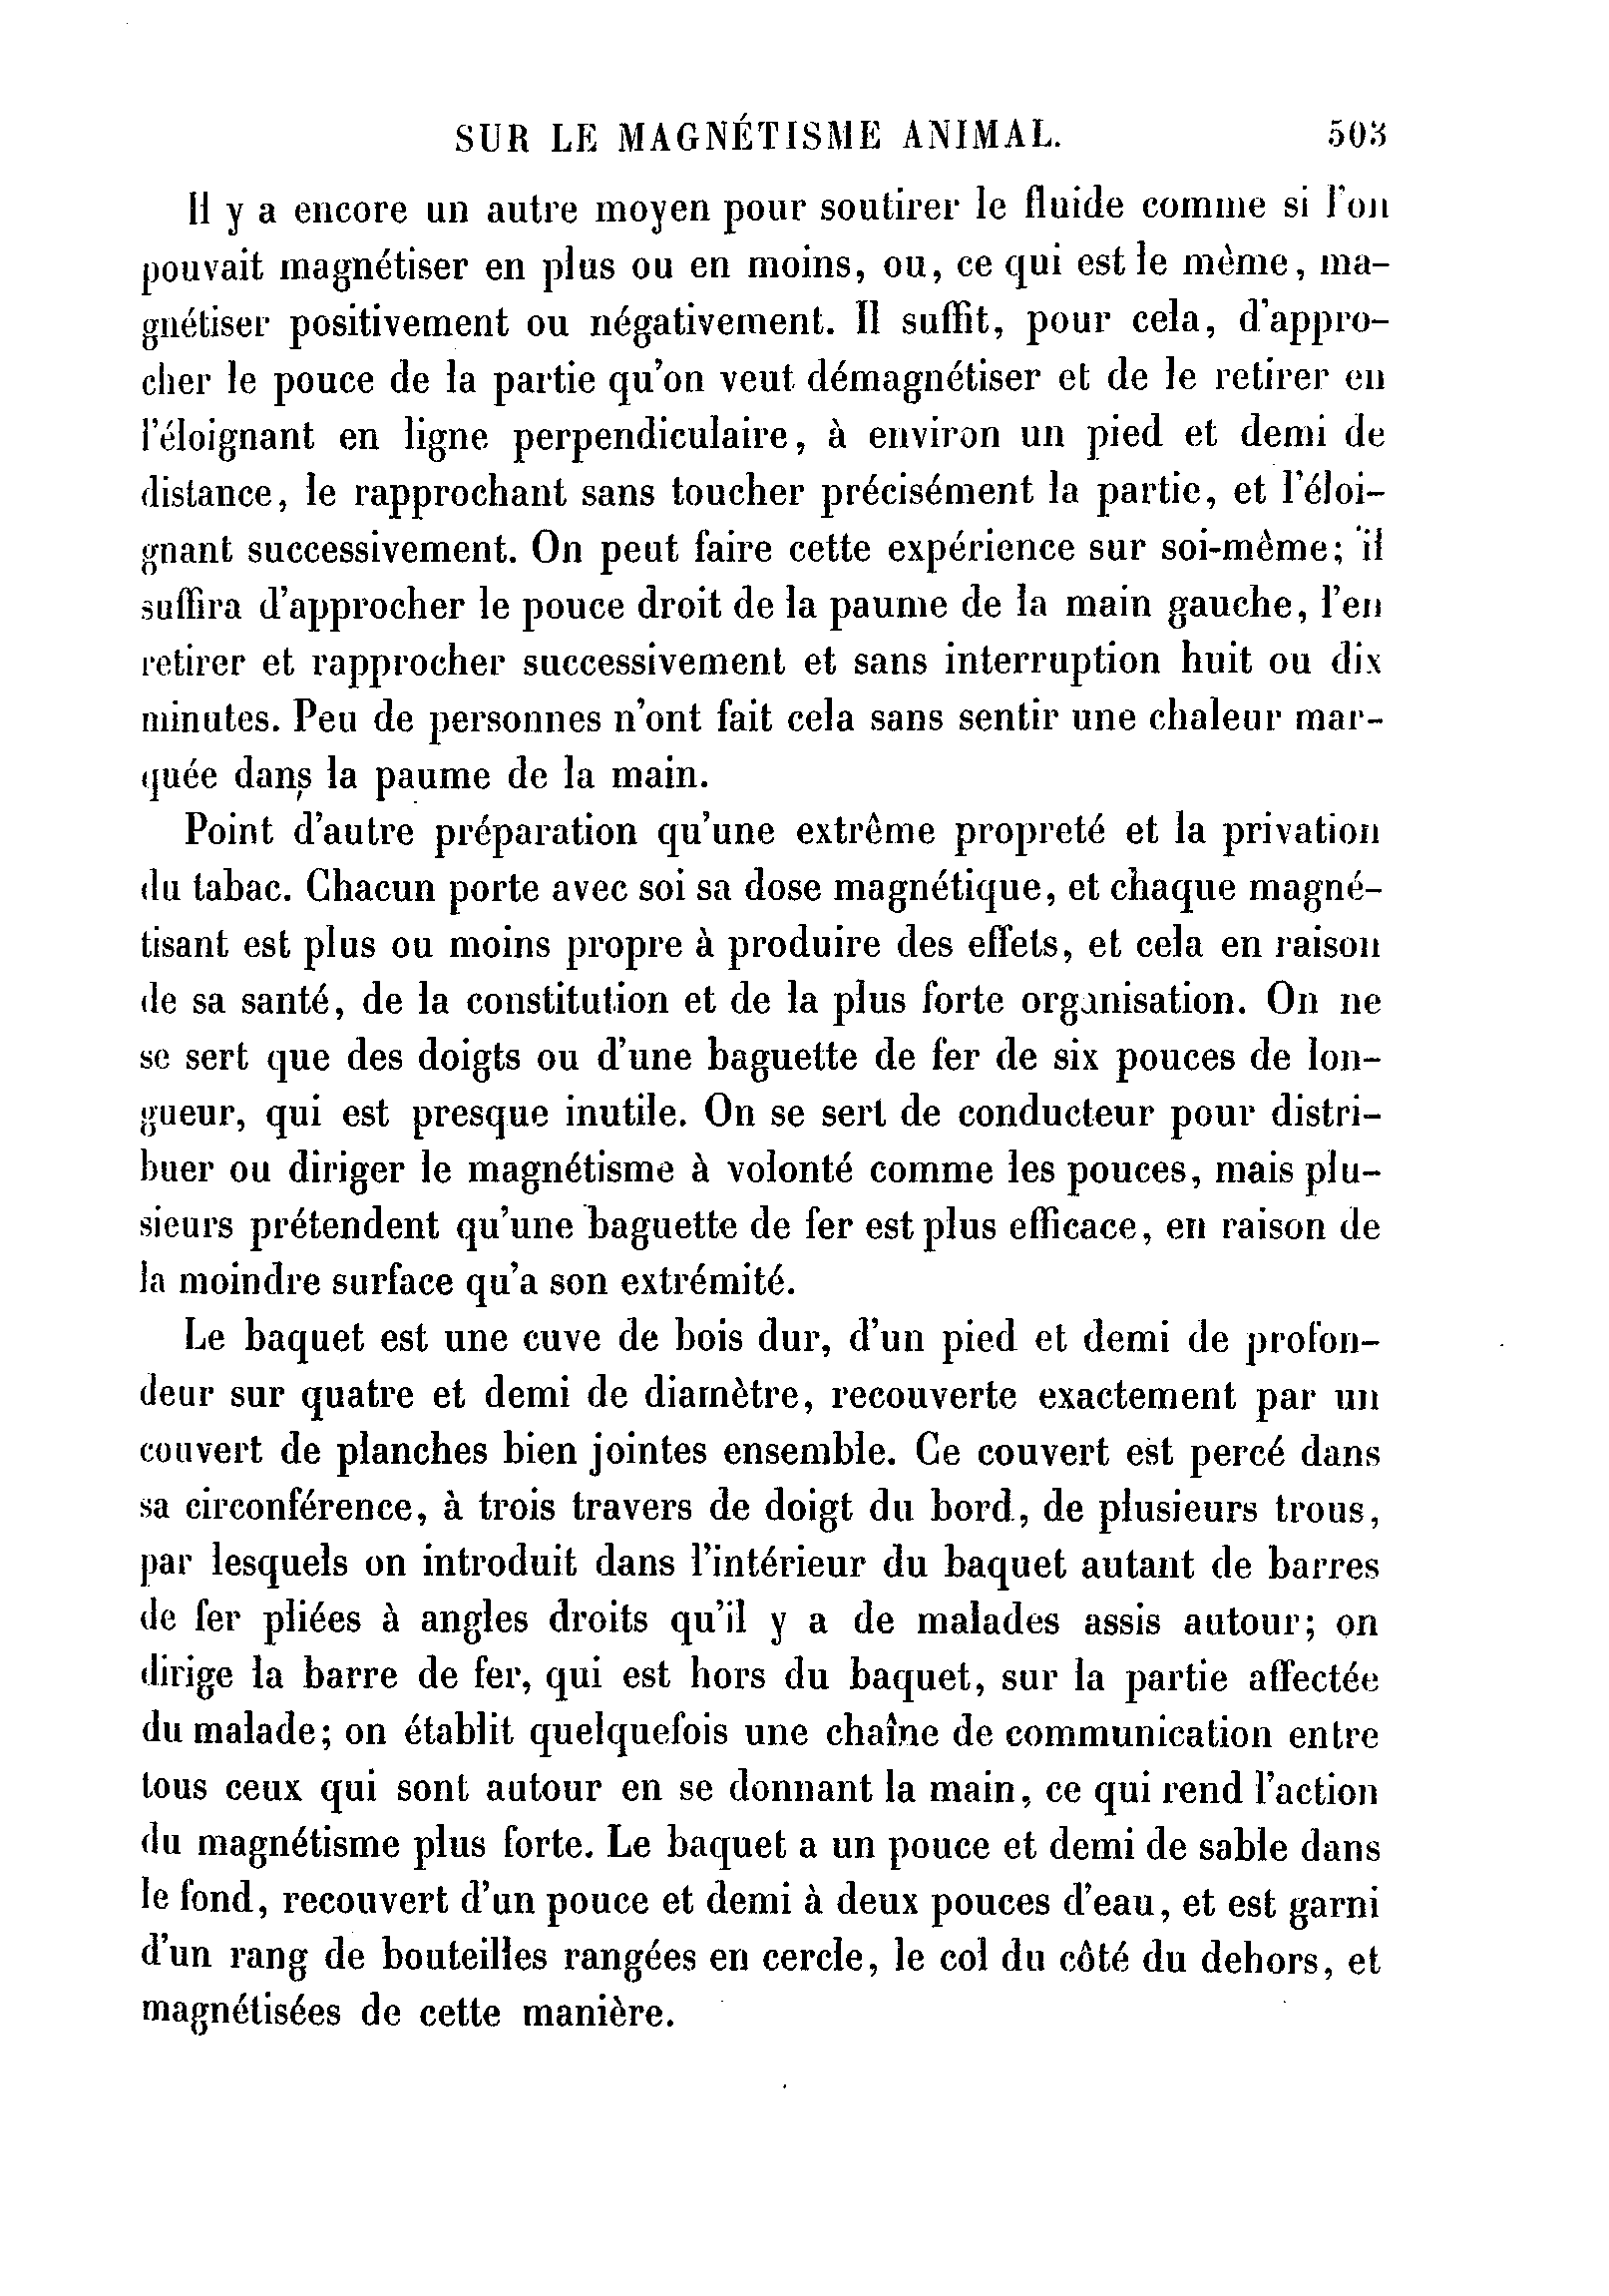 SUR LE MAGNÉTISME ANIMAL. 503
Il y a encore un autre moyen pour soutirer le fluide comme si l'on
pouvait magnétiser en plus ou en moins, ou, ce qui est le même, ma-
gnétiser positivement ou négativement. Il suffit, pour cela, d'appro-
cher le pouce de la partie qu'on veut démagnétiser et de le retirer en
l'éloignant en ligne perpendiculaire, à environ un pied et demi de
distance, le rapprochant sans toucher précisément la partie, et l'éloi-
gnant successivement. On peut faire cette expérience sur soi-même; il
suffira d'approcher le pouce droit de la paume de la main gauche, l'en
retirer et rapprocher successivement et sans interruption huit ou dix
minutes. Peu de personnes n'ont fait cela sans sentir une chaleur mar-
quée dans la paume de la main.
Point d'autre préparation qu'une extrême propreté et la privation
du tabac. Chacun porte avec soi sa dose magnétique, et chaque magné-
tisant est plus ou moins propre à produire des effets, et cela en raison
de sa santé, de la constitution et de la plus forte organisation. On ne
se sert que des doigts ou d'une baguette de fer de six pouces de lon-
gueur, qui est presque inutile. On se sert de conducteur pour distri-
buer ou diriger le magnétisme à volonté comme les pouces, mais plu-
sieurs prétendent qu'une baguette de fer est plus efficace, en raison de
la moindre surface qu'a son extrémité.
Le baquet est une cuve de bois dur, d'un pied et demi de profon-
deur sur quatre et demi de diamètre, recouverte exactement par un
couvert de planches bien jointes ensemble. Ce couvert est percé dans
sa circonférence, à trois travers de doigt du bord, de plusieurs trous,
par lesquels on introduit dans l'intérieur du baquet autant de barres
de fer pliées à angles droits qu'il y a de malades assis autour; on
dirige la barre de fer, qui est hors du baquet, sur la partie affectée
du malade; on établit quelquefois une chaîne de communication entre
tous ceux qui sont autour en se donnant la main, ce qui rend l'action
du magnétisme plus forte. Le baquet a un pouce et demi de sable dans
le fond, recouvert d'un pouce et demi à deux pouces d'eau, et est garni
d'un rang de bouteilles rangées en cercle, le col du côté du dehors, et
magnétisées de cette manière.